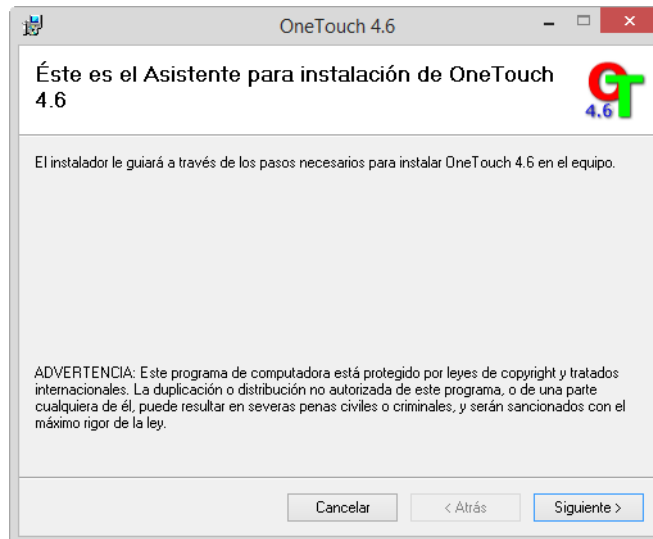 OneTouch 4.6
Éste es el Asistente para instalación de OneTouch
4.6
OT
4.6
El instalador le guiará a través de los pasos necesarios para instalar OneTouch 4.6 en el equipo.
ADVERTENCIA: Este programa de computadora está protegido por leyes de copyright y tratados
internacionales. La duplicación o distribución no autorizada de este programa, o de una parte
cualquiera de él, puede resultar en severas penas civiles o criminales, y serán sancionados con el
máximo rigor de la ley.
Cancelar
< Atrás
Siguiente >